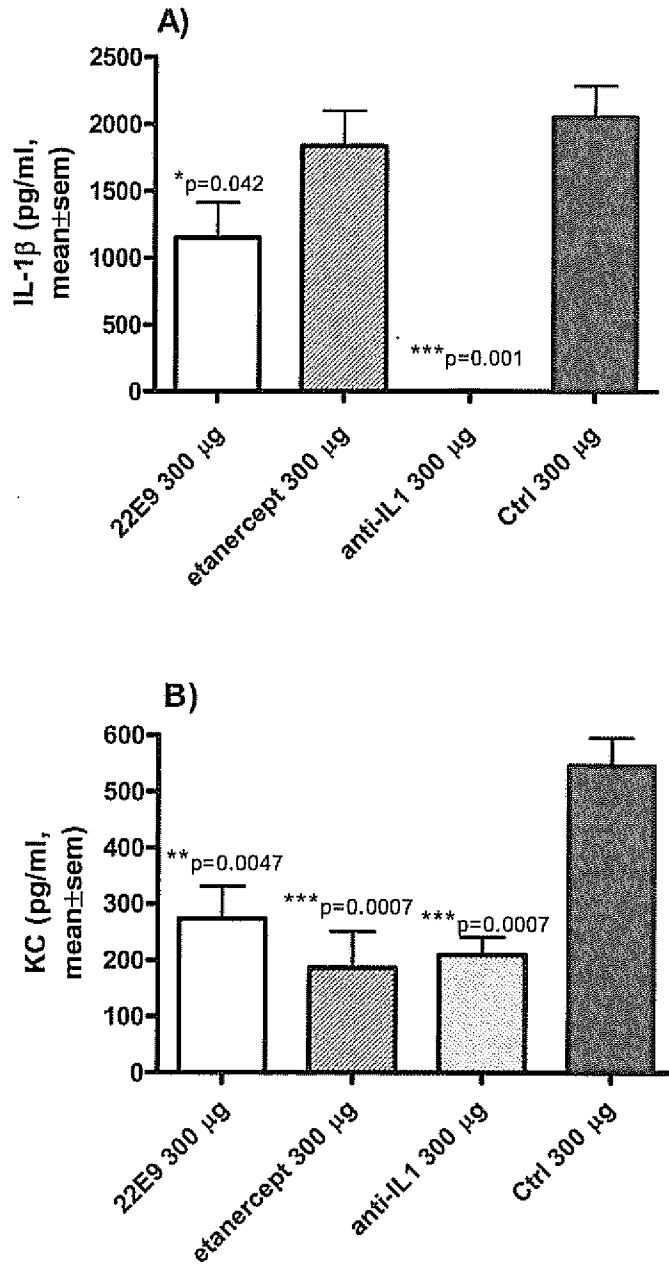 A)
2500
2000
1500
1000
500
0
IL-1β (pg/ml,
mean±sem)
*p=0.042
***p=0.001
22E9 300 μg
etanercept 300 μg
anti-IL1 300 μg
Ctrl 300 μg
B)
600
500
400
300
200
100
0
KC (pg/ml,
mean±sem)
**p=0.0047
***p=0.0007
***p=0.0007
22E9 300 μg
etanercept 300 μg
anti-IL1 300 μg
Ctrl 300 μg